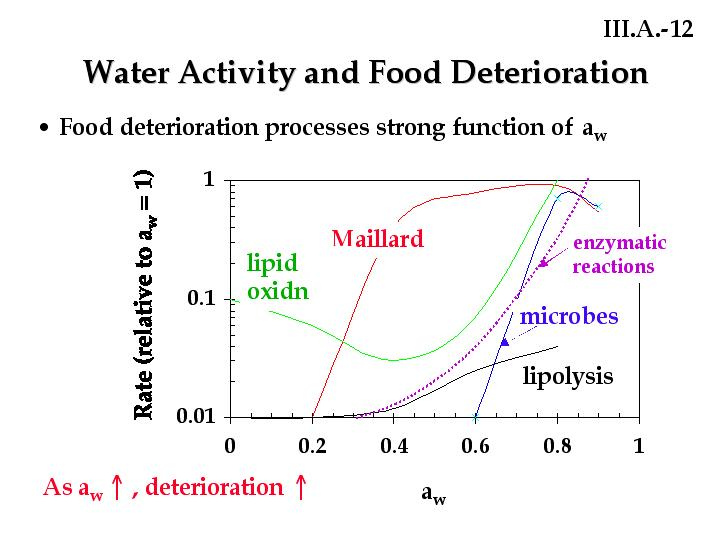 III.A.-12
Water Activity and Food Deterioration
• Food deterioration processes strong function of aw
Rate (relative to aw = 1)
1
0.1
0.01
Maillard
lipid
oxidn
enzymatic
reactions
microbes
lipolysis
0 0.2 0.4 0.6 0.8 1
As aw ↑ , deterioration ↑
aw